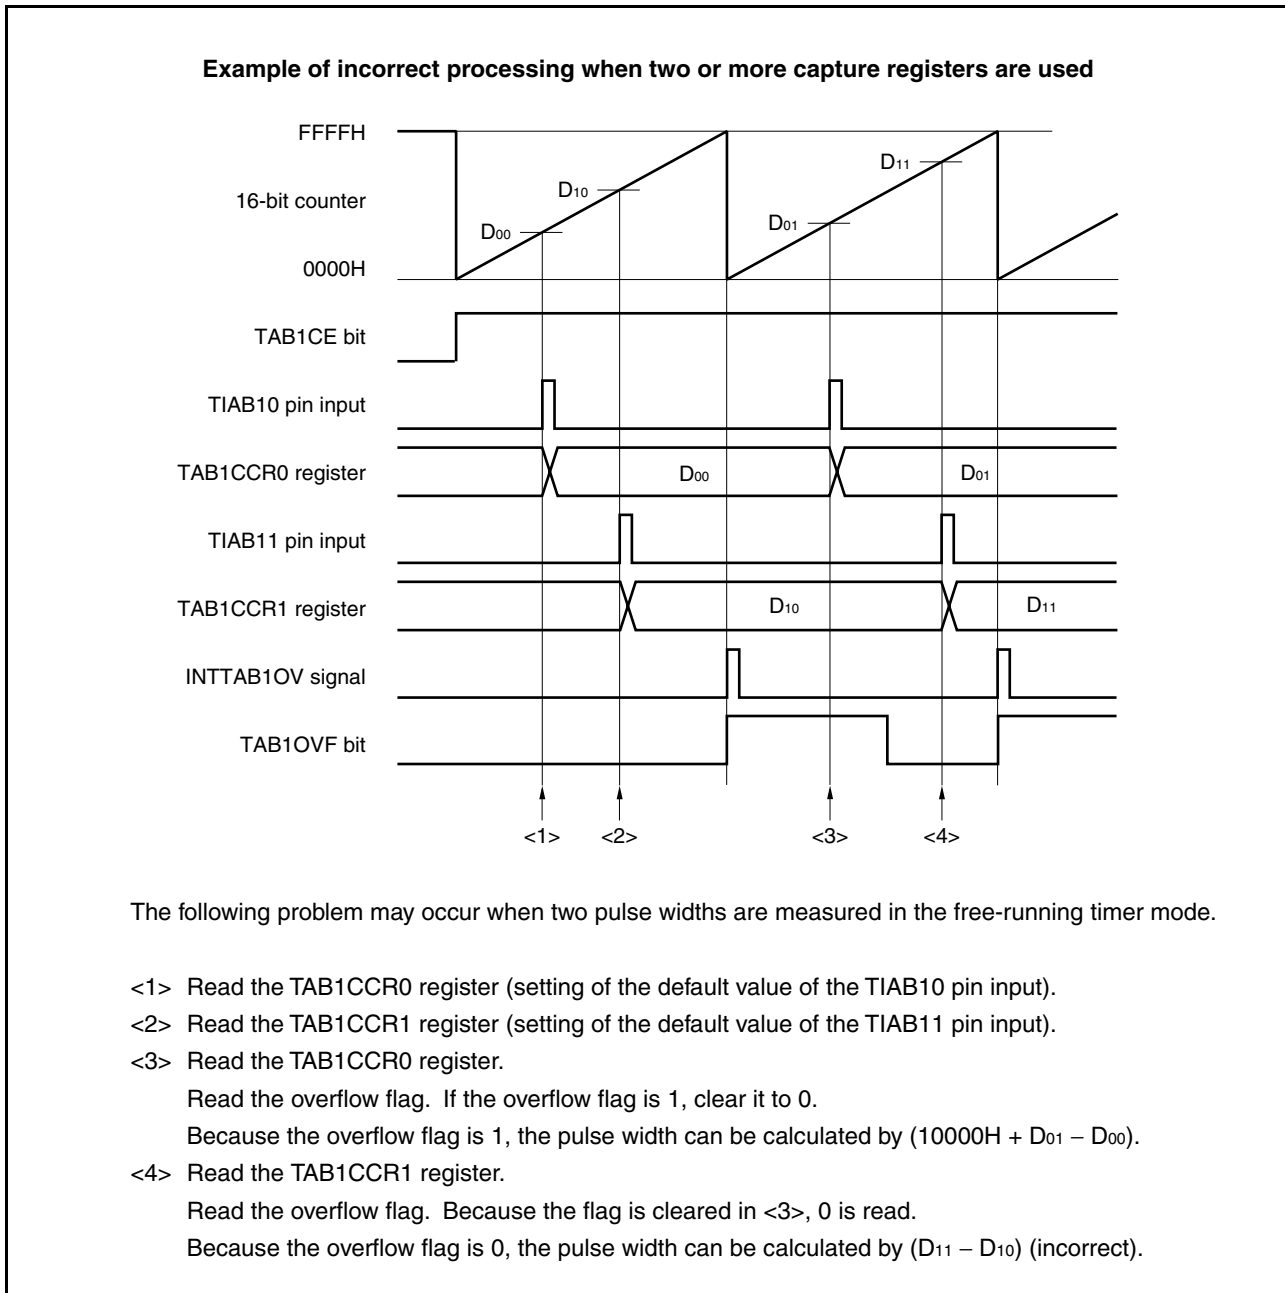 Example of incorrect processing when two or more capture registers are used
FFFFH
D11
D10
16-bit counter
D01
D00
0000H
TAB1CE bit
TIAB10 pin input
TAB1CCR0 register
D00
D01
TIAB11 pin input
TAB1CCR1 register
D10
D11
INTTAB1OV signal
TAB1OVF bit
<1> <2> <3> <4>
The following problem may occur when two pulse widths are measured in the free-running timer mode.
<1> Read the TAB1CCR0 register (setting of the default value of the TIAB10 pin input).
<2> Read the TAB1CCR1 register (setting of the default value of the TIAB11 pin input).
<3> Read the TAB1CCR0 register.
Read the overflow flag. If the overflow flag is 1, clear it to 0.
Because the overflow flag is 1, the pulse width can be calculated by (10000H + D01 − D00).
<4> Read the TAB1CCR1 register.
Read the overflow flag. Because the flag is cleared in <3>, 0 is read.
Because the overflow flag is 0, the pulse width can be calculated by (D11 − D10) (incorrect).